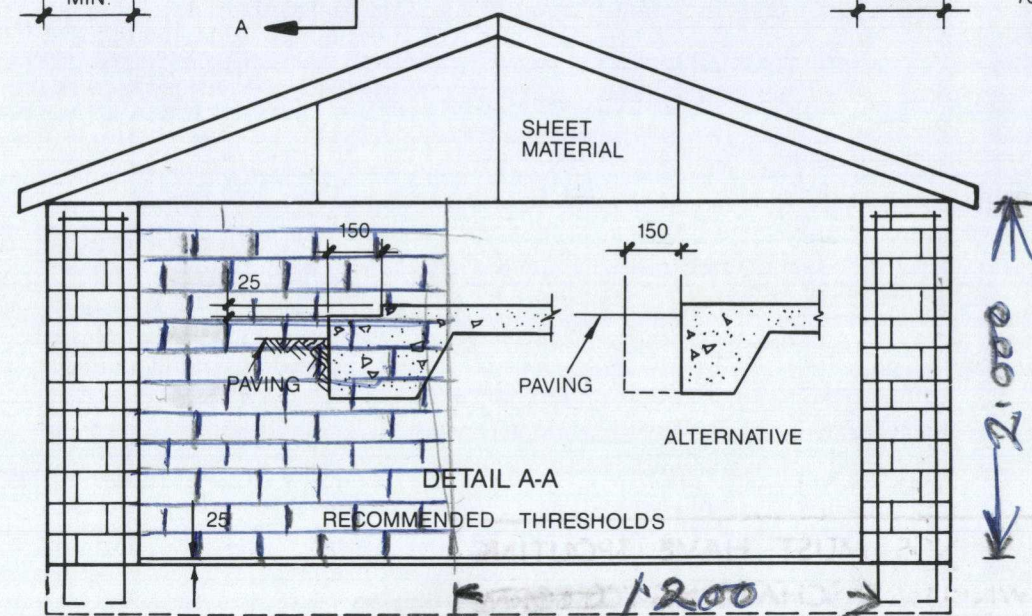 MIN.
A
SHEET
MATERIAL
150
150
25
PAVING
PAVING
ALTERNATIVE
DETAIL A-A
25
RECOMMENDED THRESHOLDS
2.000
1200